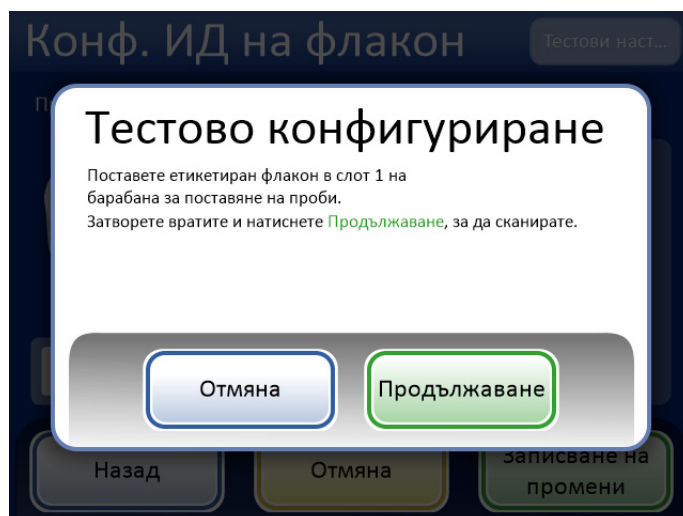 Конф. ИД на флакон
Тестови наст...
Тестово конфигуриране
Поставете етикетиран флакон в слот 1 на
барабана за поставяне на проби.
Затворете вратите и натиснете Продължаване, за да сканирате.
Отмяна
Продължаване
Назад
Отмяна
Записване на
промени